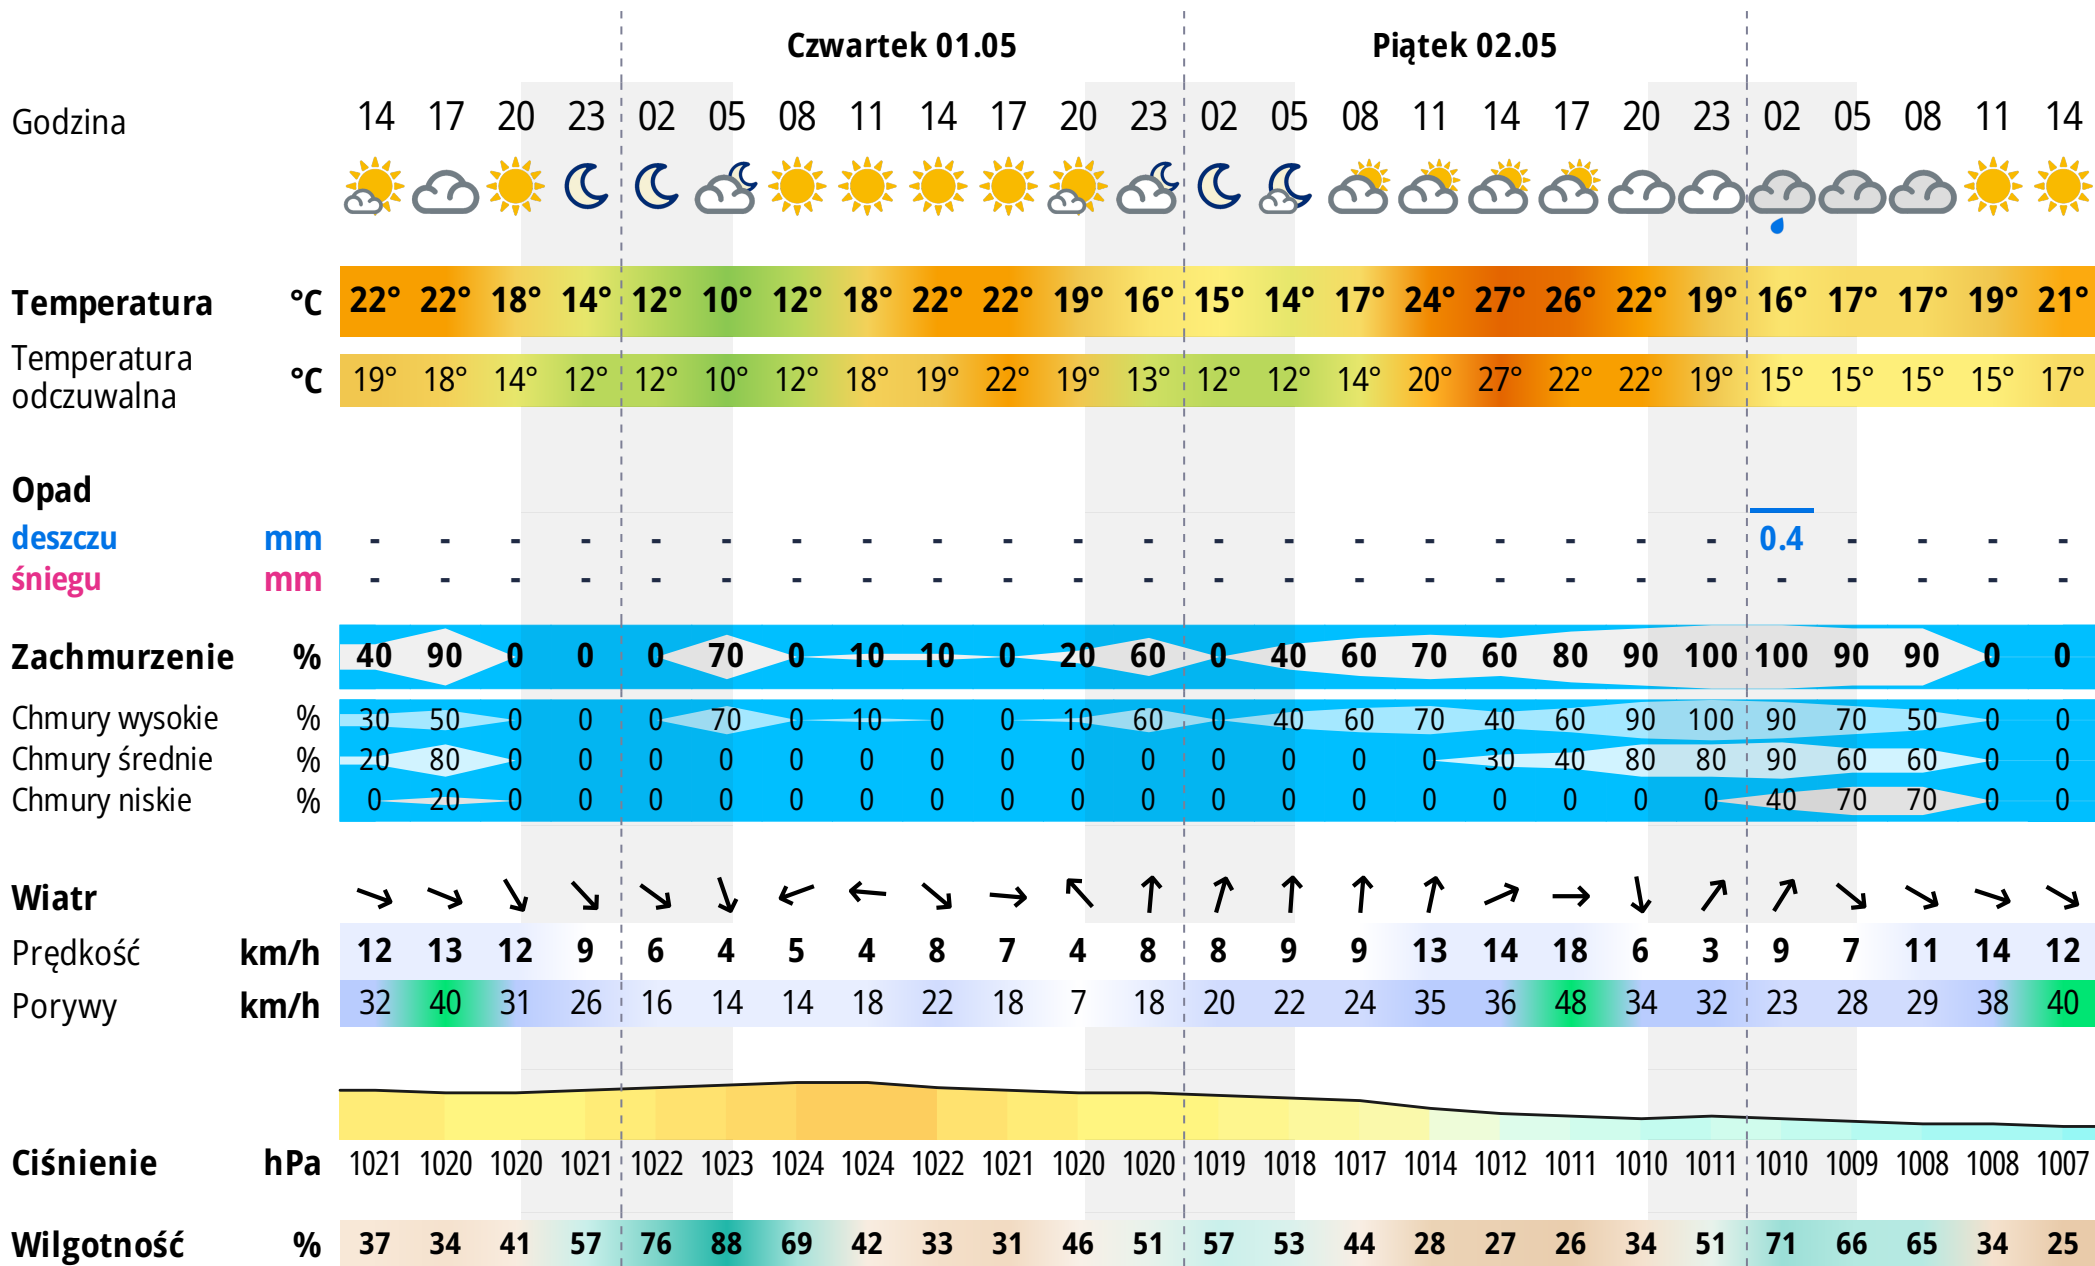 Czwartek 01.05 Piątek 02.05
Godzina 14 17 20 23 02 05 08 11 14 17 20 23 02 05 08 11 14 17 20 23 02 05 08 11 14
Temperatura °C 22° 22° 18° 14° 12° 10° 12° 18° 22° 22° 19° 16° 15° 14° 17° 24° 27° 26° 22° 19° 16° 17° 17° 19° 21°
Temperatura
odczuwalna °C 19° 18° 14° 12° 12° 10° 12° 18° 19° 22° 19° 13° 12° 12° 14° 20° 27° 22° 22° 19° 15° 15° 15° 15° 17°
Opad
deszczu mm - - - - - - - - - - - - - - - - - - - - 0.4 - - - -
śniegu mm - - - - - - - - - - - - - - - - - - - - - - - - -
Zachmurzenie % 40 90 0 0 0 70 0 10 10 0 20 60 0 40 60 70 60 80 90 100 100 90 90 0 0
Chmury wysokie % 30 50 0 0 0 70 0 10 0 0 10 60 0 40 60 70 40 60 90 100 90 70 50 0 0
Chmury średnie % 20 80 0 0 0 0 0 0 0 0 0 0 0 0 0 0 30 40 80 80 90 60 60 0 0
Chmury niskie % 0 20 0 0 0 0 0 0 0 0 0 0 0 0 0 0 0 0 0 0 40 70 70 0 0
Wiatr
Prędkość km/h 12 13 12 9 6 4 5 4 8 7 4 8 8 9 9 13 14 18 6 3 9 7 11 14 12
Porywy km/h 32 40 31 26 16 14 14 18 22 18 7 18 20 22 24 35 36 48 34 32 23 28 29 38 40
Ciśnienie hPa 1021 1020 1020 1021 1022 1023 1024 1024 1022 1021 1020 1020 1019 1018 1017 1014 1012 1011 1010 1011 1010 1009 1008 1008 1007
Wilgotność % 37 34 41 57 76 88 69 42 33 31 46 51 57 53 44 28 27 26 34 51 71 66 65 34 25